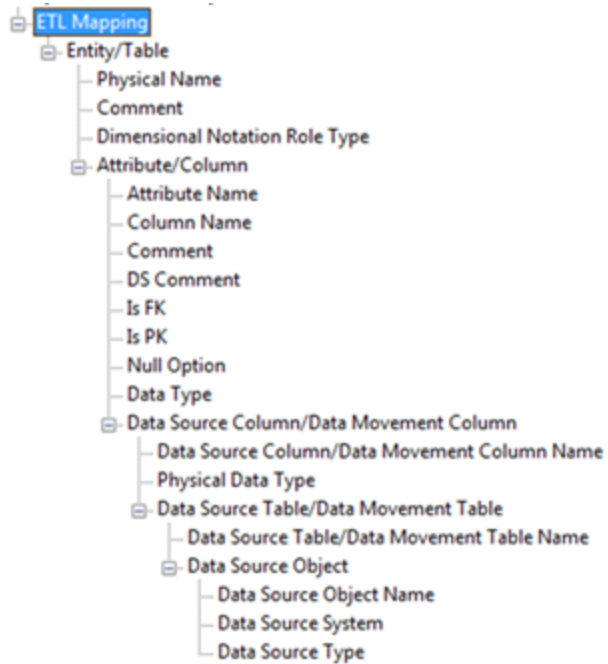 ETL Mapping
Entity/Table
Physical Name
Comment
Dimensional Notation Role Type
Attribute/Column
Attribute Name
Column Name
Comment
DS Comment
Is FK
Is PK
Null Option
Data Type
Data Source Column/Data Movement Column
Data Source Column/Data Movement Column Name
Physical Data Type
Data Source Table/Data Movement Table
Data Source Table/Data Movement Table Name
Data Source Object
Data Source Object Name
Data Source System
Data Source Type